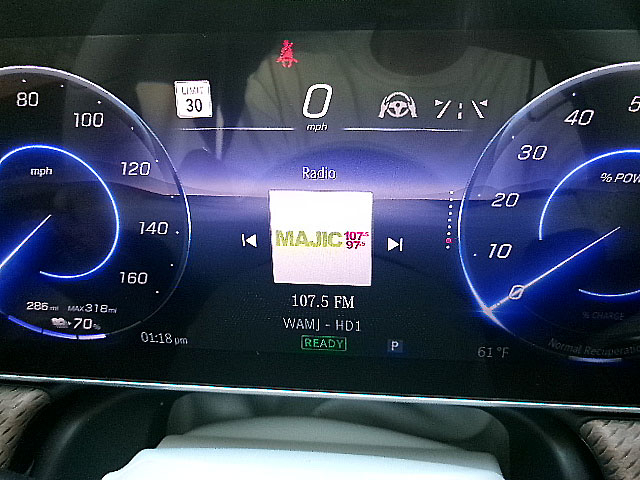 LIMIT
30
0
mph
80
100
120
140
160
mph
286 mi MAX 318 mi
70 %
01:18 pm
Radio
MAJIC 107.5
97.5
107.5 FM
WAMJ - HD1
READY
P
61 °F
40
30
20
10
0
% POW
% CHARGE
Normal Recuperation